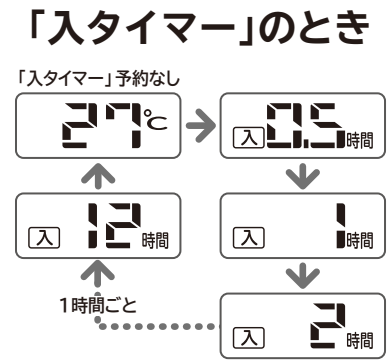 「入タイマー」のとき
「入タイマー」予約なし
27℃
入 0.5時間
入 12時間
入 1時間
1時間ごと
入 2時間